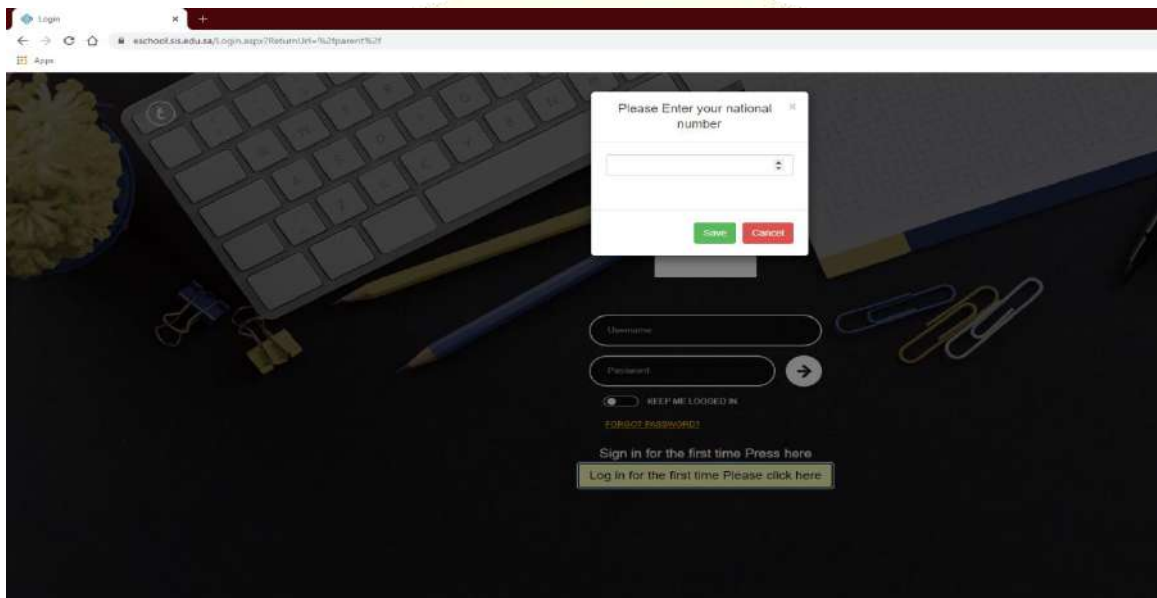 Login × +
eschool.sis.edu.sa/Login.aspx?ReturnUrl=%2fparent%2f
Apps
Please Enter your national ×
number
Save Cancel
Username
Password
KEEP ME LOGGED IN
FORGOT PASSWORD?
Sign in for the first time Press here
Log in for the first time Please click here